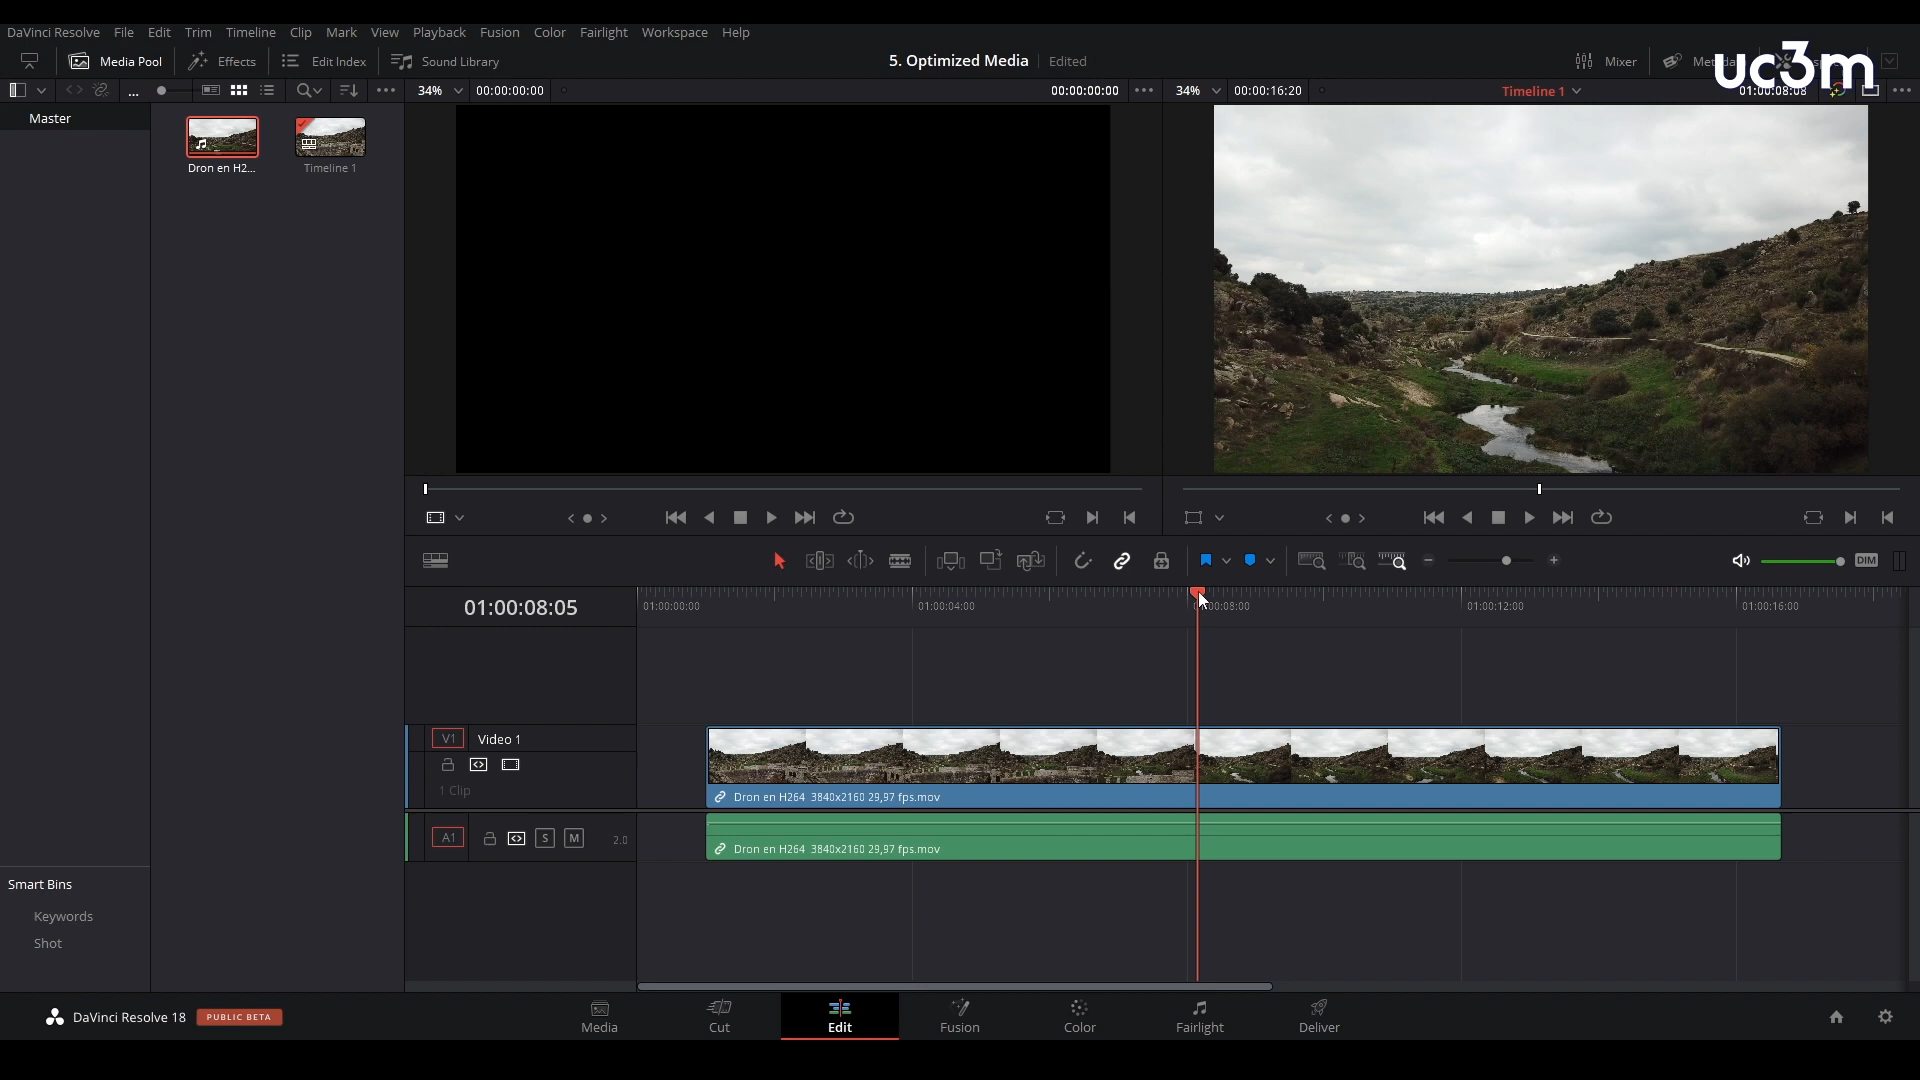 DaVinci Resolve File Edit Trim Timeline Clip Mark View Playback Fusion Color Fairlight Workspace Help
Media Pool Effects Edit Index Sound Library 5. Optimized Media Edited Mixer
uc3m
... 34% 00:00:00:00 00:00:00:00 34% 00:00:16:20 Timeline 1 01:00:08:08
Master
Dron en H2... Timeline 1
DIM
01:00:08:05 01:00:00:00 01:00:04:00 01:00:12:00 01:00:16:00
V1 Video 1
1 Clip
Dron en H264 3840x2160 29,97 fps.mov
A1 S M 2.0
Dron en H264 3840x2160 29,97 fps.mov
Smart Bins
Keywords
Shot
DaVinci Resolve 18 PUBLIC BETA Media Cut Edit Fusion Color Fairlight Deliver